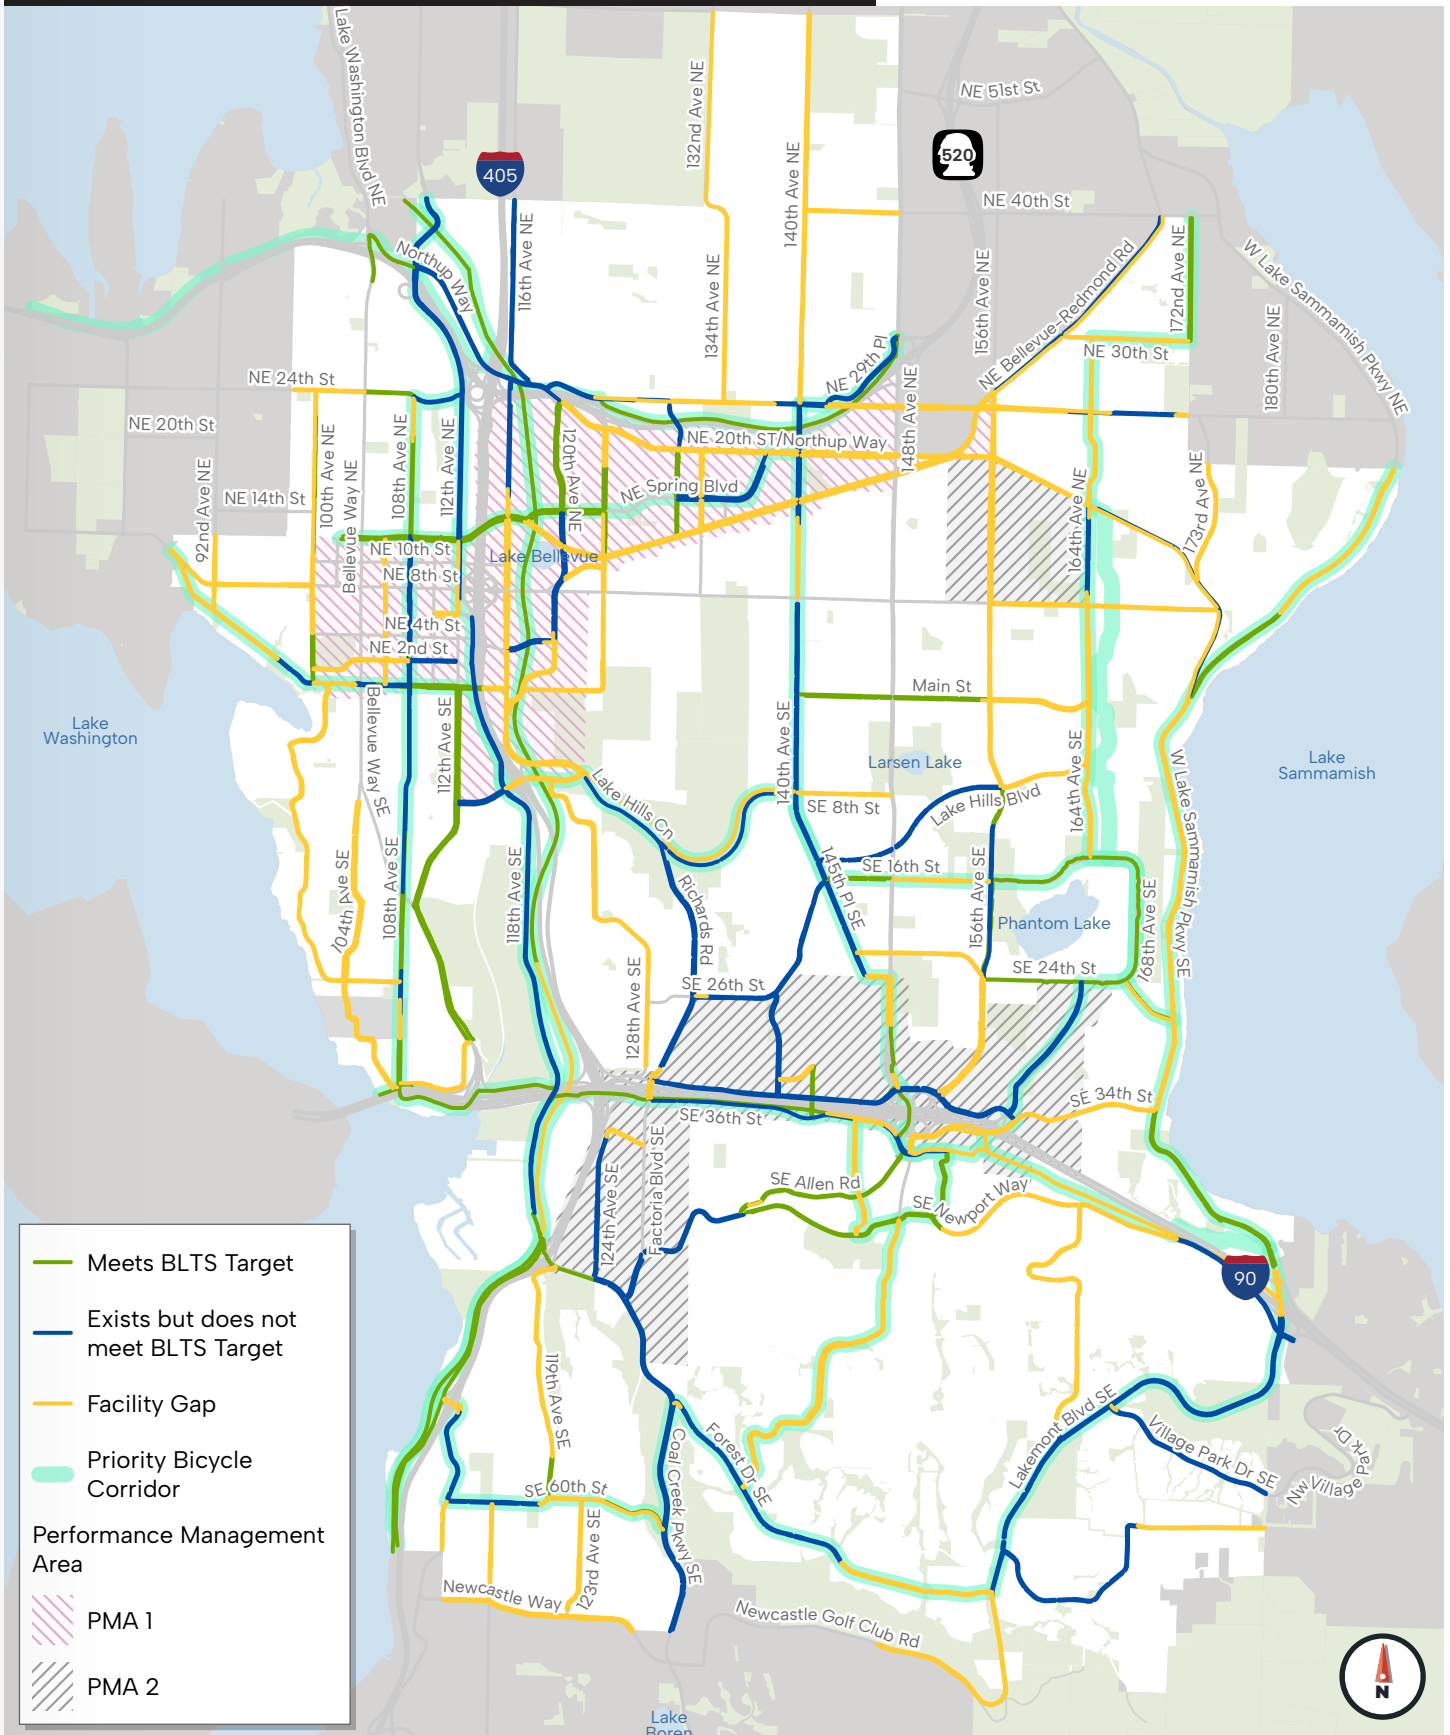 Lake Washington Blvd NE
132nd Ave NE
NE 51st St
520
140th Ave NE
405
NE 40th St
116th Ave NE
Northup Way
134th Ave NE
156th Ave NE
NE Bellevue-Redmond Rd
172nd Ave NE
W Lake Sammamish Pkwy NE
180th Ave NE
NE 29th Pl
NE 30th St
NE 24th St
148th Ave NE
NE 20th St
100th Ave NE
108th Ave NE
112th Ave NE
120th Ave NE
NE 20th ST/Northup Way
92nd Ave NE
NE 14th St
Bellevue Way NE
NE Spring Blvd
164th Ave NE
173rd Ave NE
NE 10th St
Lake Bellevue
NE 8th St
NE 4th St
NE 2nd St
Main St
Lake
Washington
Bellevue Way SE
112th Ave SE
140th Ave SE
Larsen Lake
164th Ave SE
Lake
Sammamish
W Lake Sammamish Pkwy SE
Lake Hills Cn
SE 8th St
Lake Hills Blvd
104th Ave SE
108th Ave SE
118th Ave SE
Richards Rd
145th Pl SE
SE 16th St
156th Ave SE
Phantom Lake
168th Ave SE
128th Ave SE
SE 26th St
SE 24th St
SE 36th St
SE 34th St
124th Ave SE
Factoria Blvd SE
SE Allen Rd
SE Newport Way
90
119th Ave SE
Forest Dr SE
Lakemont Blvd SE
Village Park Dr SE
Nw Village
Park Dr
SE 60th St
Coal Creek Pkwy SE
123rd Ave SE
Newcastle Way
Newcastle Golf Club Rd
Lake
Boren
Meets BLTS Target
Exists but does not
meet BLTS Target
Facility Gap
Priority Bicycle
Corridor
Performance Management
Area
PMA 1
PMA 2
N